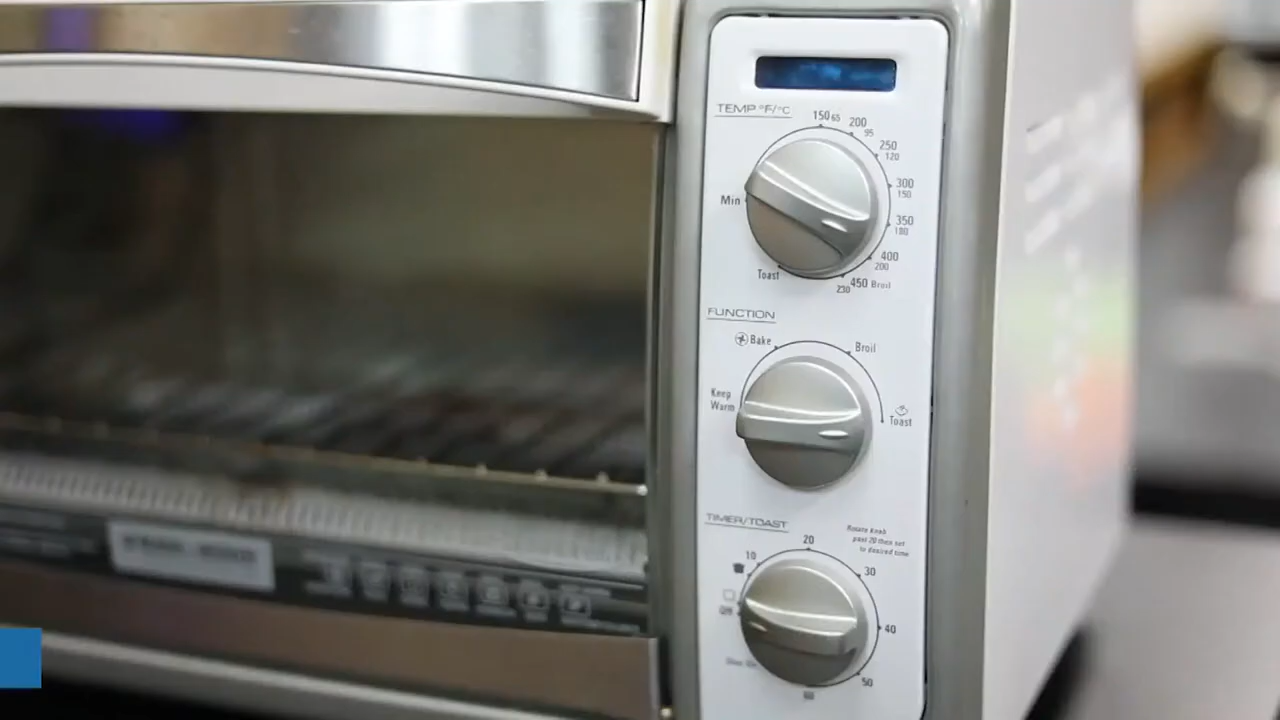 TEMP °F/°C
150 65 200 95
250 120
300 150
350 180
400 200
450 Broil
230
Min
Toast
FUNCTION
Bake
Broil
Keep
Warm
Toast
TIMER/TOAST
Rotate knob
past 20 then set
to desired time
10
20
30
40
50
Off